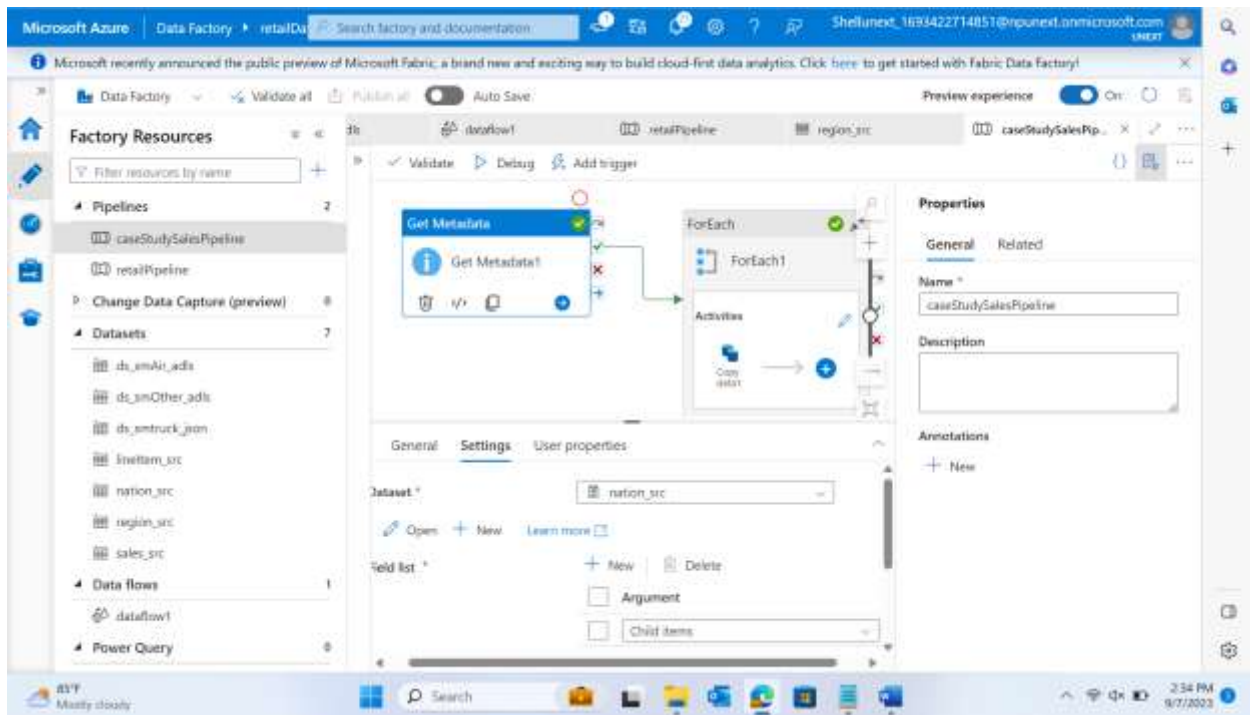 Microsoft Azure
Data Factory
retailDa
Search factory and documentation
Shellunext_1693422714851@npunext.onmicrosoft.com
UNEXT
Microsoft recently announced the public preview of Microsoft Fabric, a brand new and exciting way to build cloud-first data analytics. Click here to get started with Fabric Data Factory!
Data Factory
Validate all
Publish all
Auto Save
Preview experience
On
Factory Resources
Filter resources by name
Pipelines 2
caseStudySalesPipeline
retailPipeline
Change Data Capture (preview) 0
Datasets 7
ds_smAir_adls
ds_smOther_adls
ds_smtruck_json
lineitem_src
nation_src
region_src
sales_src
Data flows 1
dataflow1
Power Query 0
dataflow1
retailPipeline
region_src
caseStudySalesPip...
Validate
Debug
Add trigger
Get Metadata
Get Metadata1
ForEach
ForEach1
Activities
Copy
data1
General
Settings
User properties
Dataset *
nation_src
Open
New
Learn more
Field list *
New
Delete
Argument
Child items
Properties
General
Related
Name *
caseStudySalesPipeline
Description
Annotations
New
85°F
Mostly cloudy
Search
2:34 PM
9/7/2023